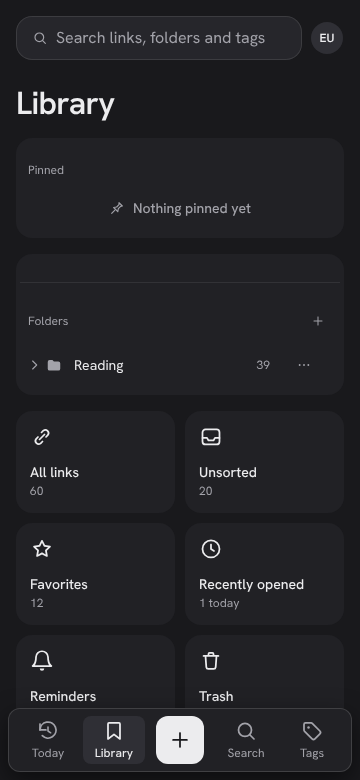 Search links, folders and tags
EU
Library
Pinned
Nothing pinned yet
Folders
Reading
39
All links
60
Unsorted
20
Favorites
12
Recently opened
1 today
Reminders
Trash
Today
Library
Search
Tags